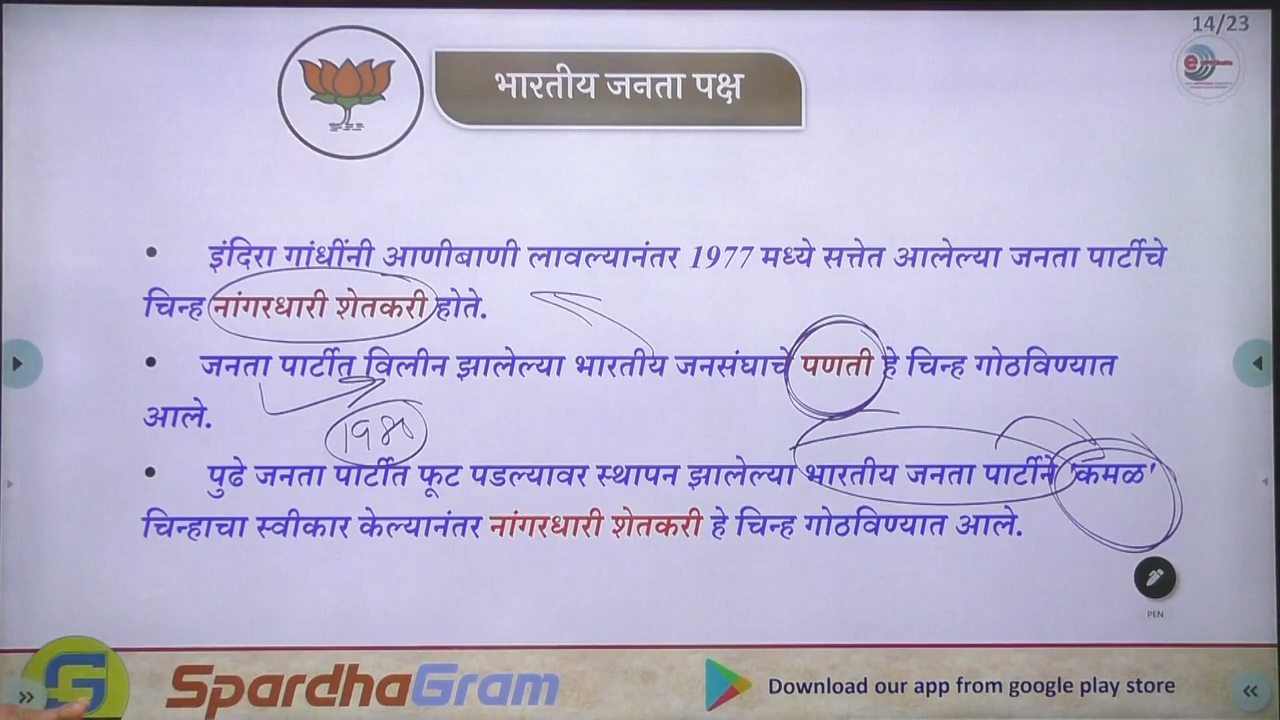 14/23
भारतीय जनता पक्ष
• इंदिरा गांधींनी आणीबाणी लावल्यानंतर 1977 मध्ये सत्तेत आलेल्या जनता पार्टीचे
चिन्ह नांगरधारी शेतकरी होते.
• जनता पार्टीत विलीन झालेल्या भारतीय जनसंघाचे पणती हे चिन्ह गोठविण्यात
आले.
1980
• पुढे जनता पार्टीत फूट पडल्यावर स्थापन झालेल्या भारतीय जनता पार्टीने 'कमळ'
चिन्हाचा स्वीकार केल्यानंतर नांगरधारी शेतकरी हे चिन्ह गोठविण्यात आले.
PEN
SpardhaGram
Download our app from google play store